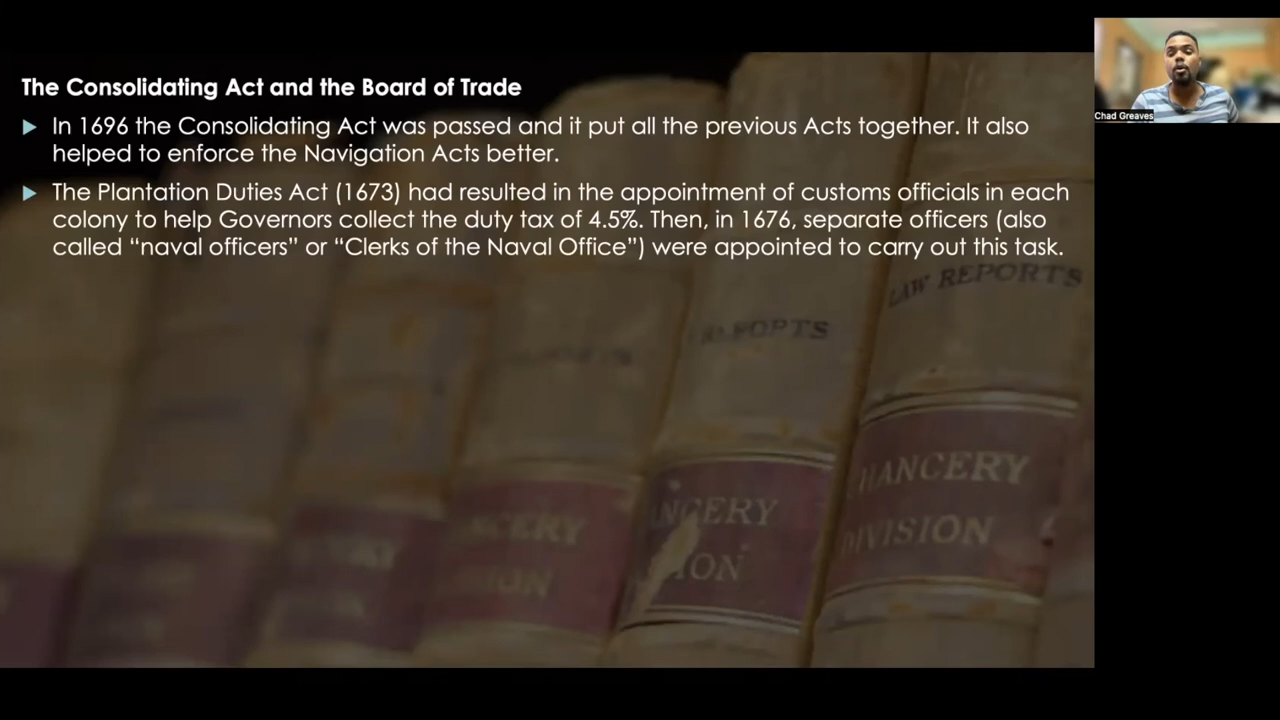 The Consolidating Act and the Board of Trade
In 1696 the Consolidating Act was passed and it put all the previous Acts together. It also
helped to enforce the Navigation Acts better.
The Plantation Duties Act (1673) had resulted in the appointment of customs officials in each
colony to help Governors collect the duty tax of 4.5%. Then, in 1676, separate officers (also
called “naval officers” or “Clerks of the Naval Office”) were appointed to carry out this task.
LAW REPORTS
CHANCERY
DIVISION
Chad Greaves